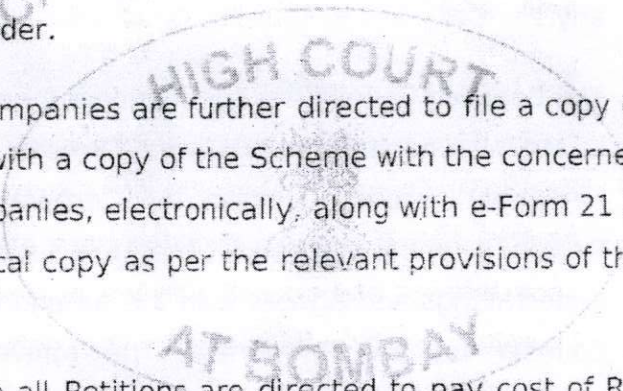 der.
HIGH COURT
mpanies are further directed to file a copy
with a copy of the Scheme with the concerne
panies, electronically, along with e-Form 21
cal copy as per the relevant provisions of th
AT BOMBAY
all Petitions are directed to pay cost of R